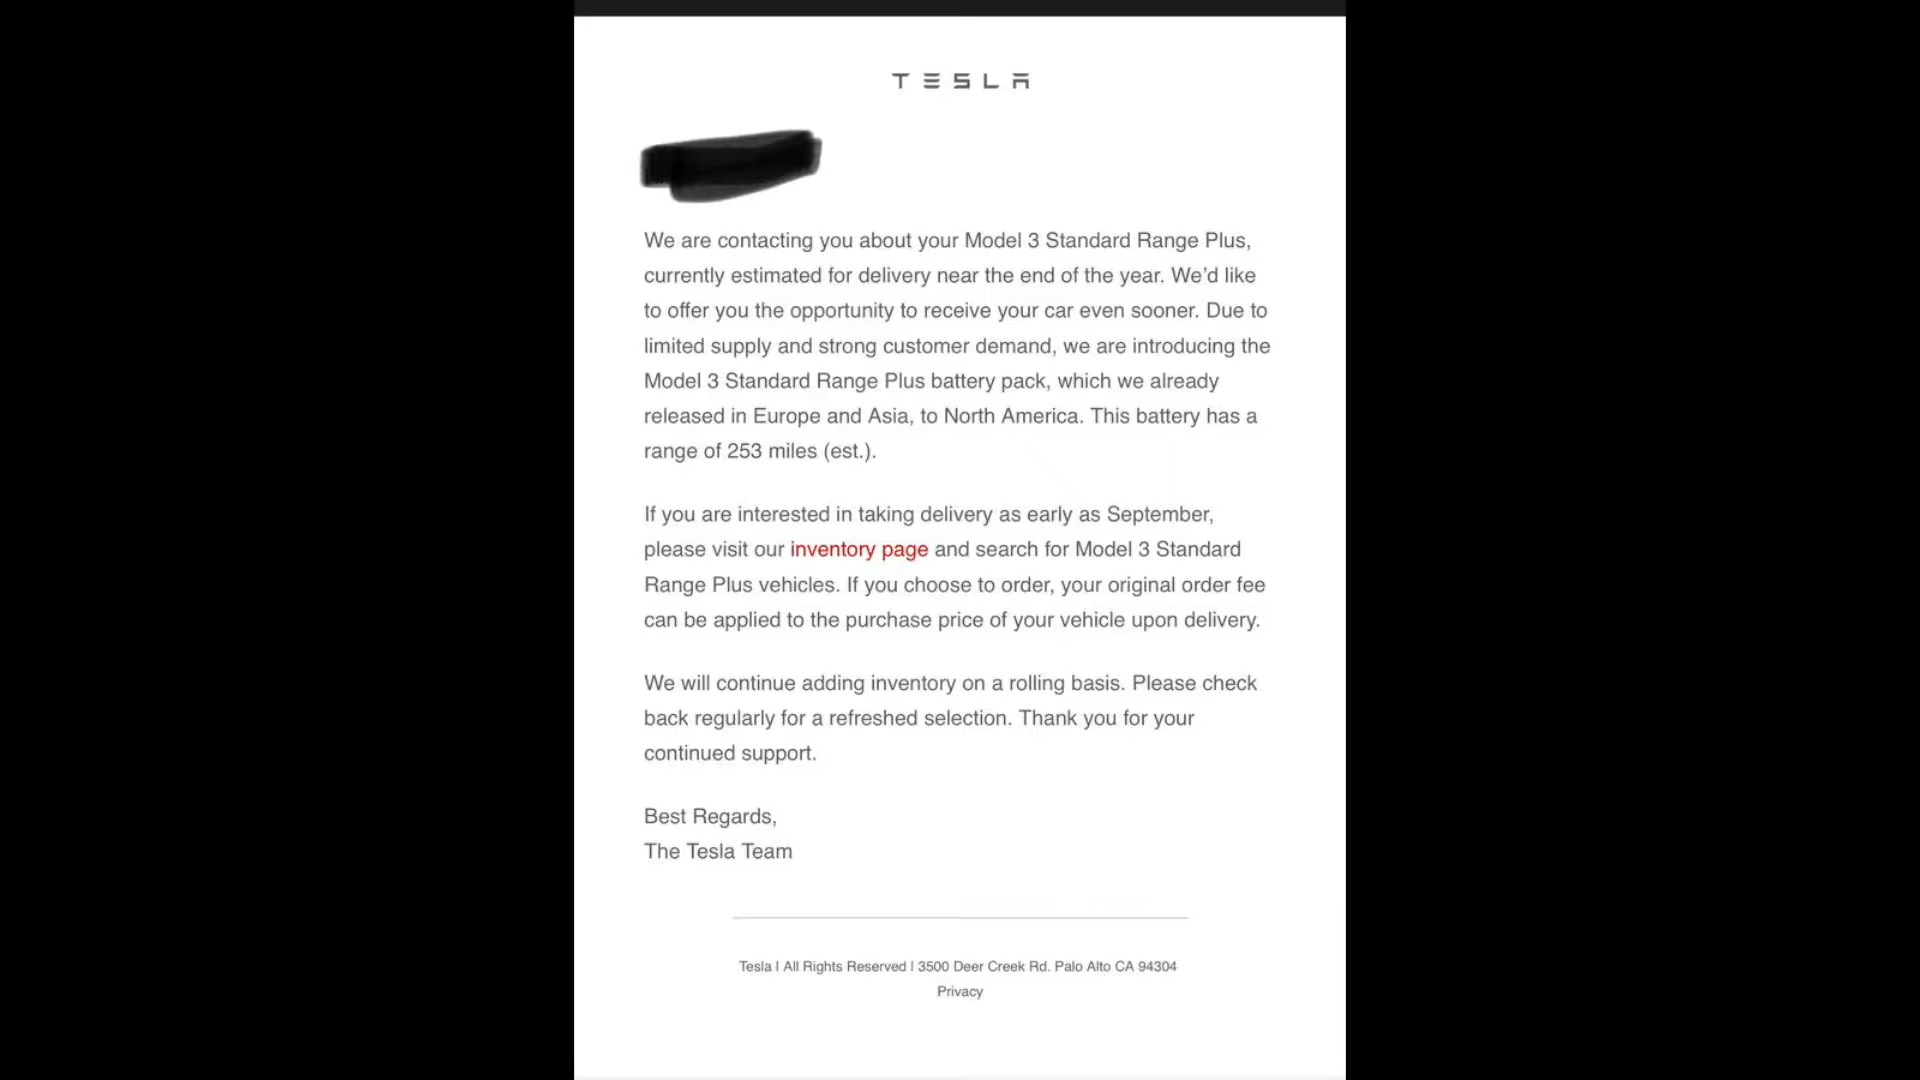 TESLA
We are contacting you about your Model 3 Standard Range Plus,
currently estimated for delivery near the end of the year. We’d like
to offer you the opportunity to receive your car even sooner. Due to
limited supply and strong customer demand, we are introducing the
Model 3 Standard Range Plus battery pack, which we already
released in Europe and Asia, to North America. This battery has a
range of 253 miles (est.).
If you are interested in taking delivery as early as September,
please visit our inventory page and search for Model 3 Standard
Range Plus vehicles. If you choose to order, your original order fee
can be applied to the purchase price of your vehicle upon delivery.
We will continue adding inventory on a rolling basis. Please check
back regularly for a refreshed selection. Thank you for your
continued support.
Best Regards,
The Tesla Team
Tesla | All Rights Reserved | 3500 Deer Creek Rd. Palo Alto CA 94304
Privacy